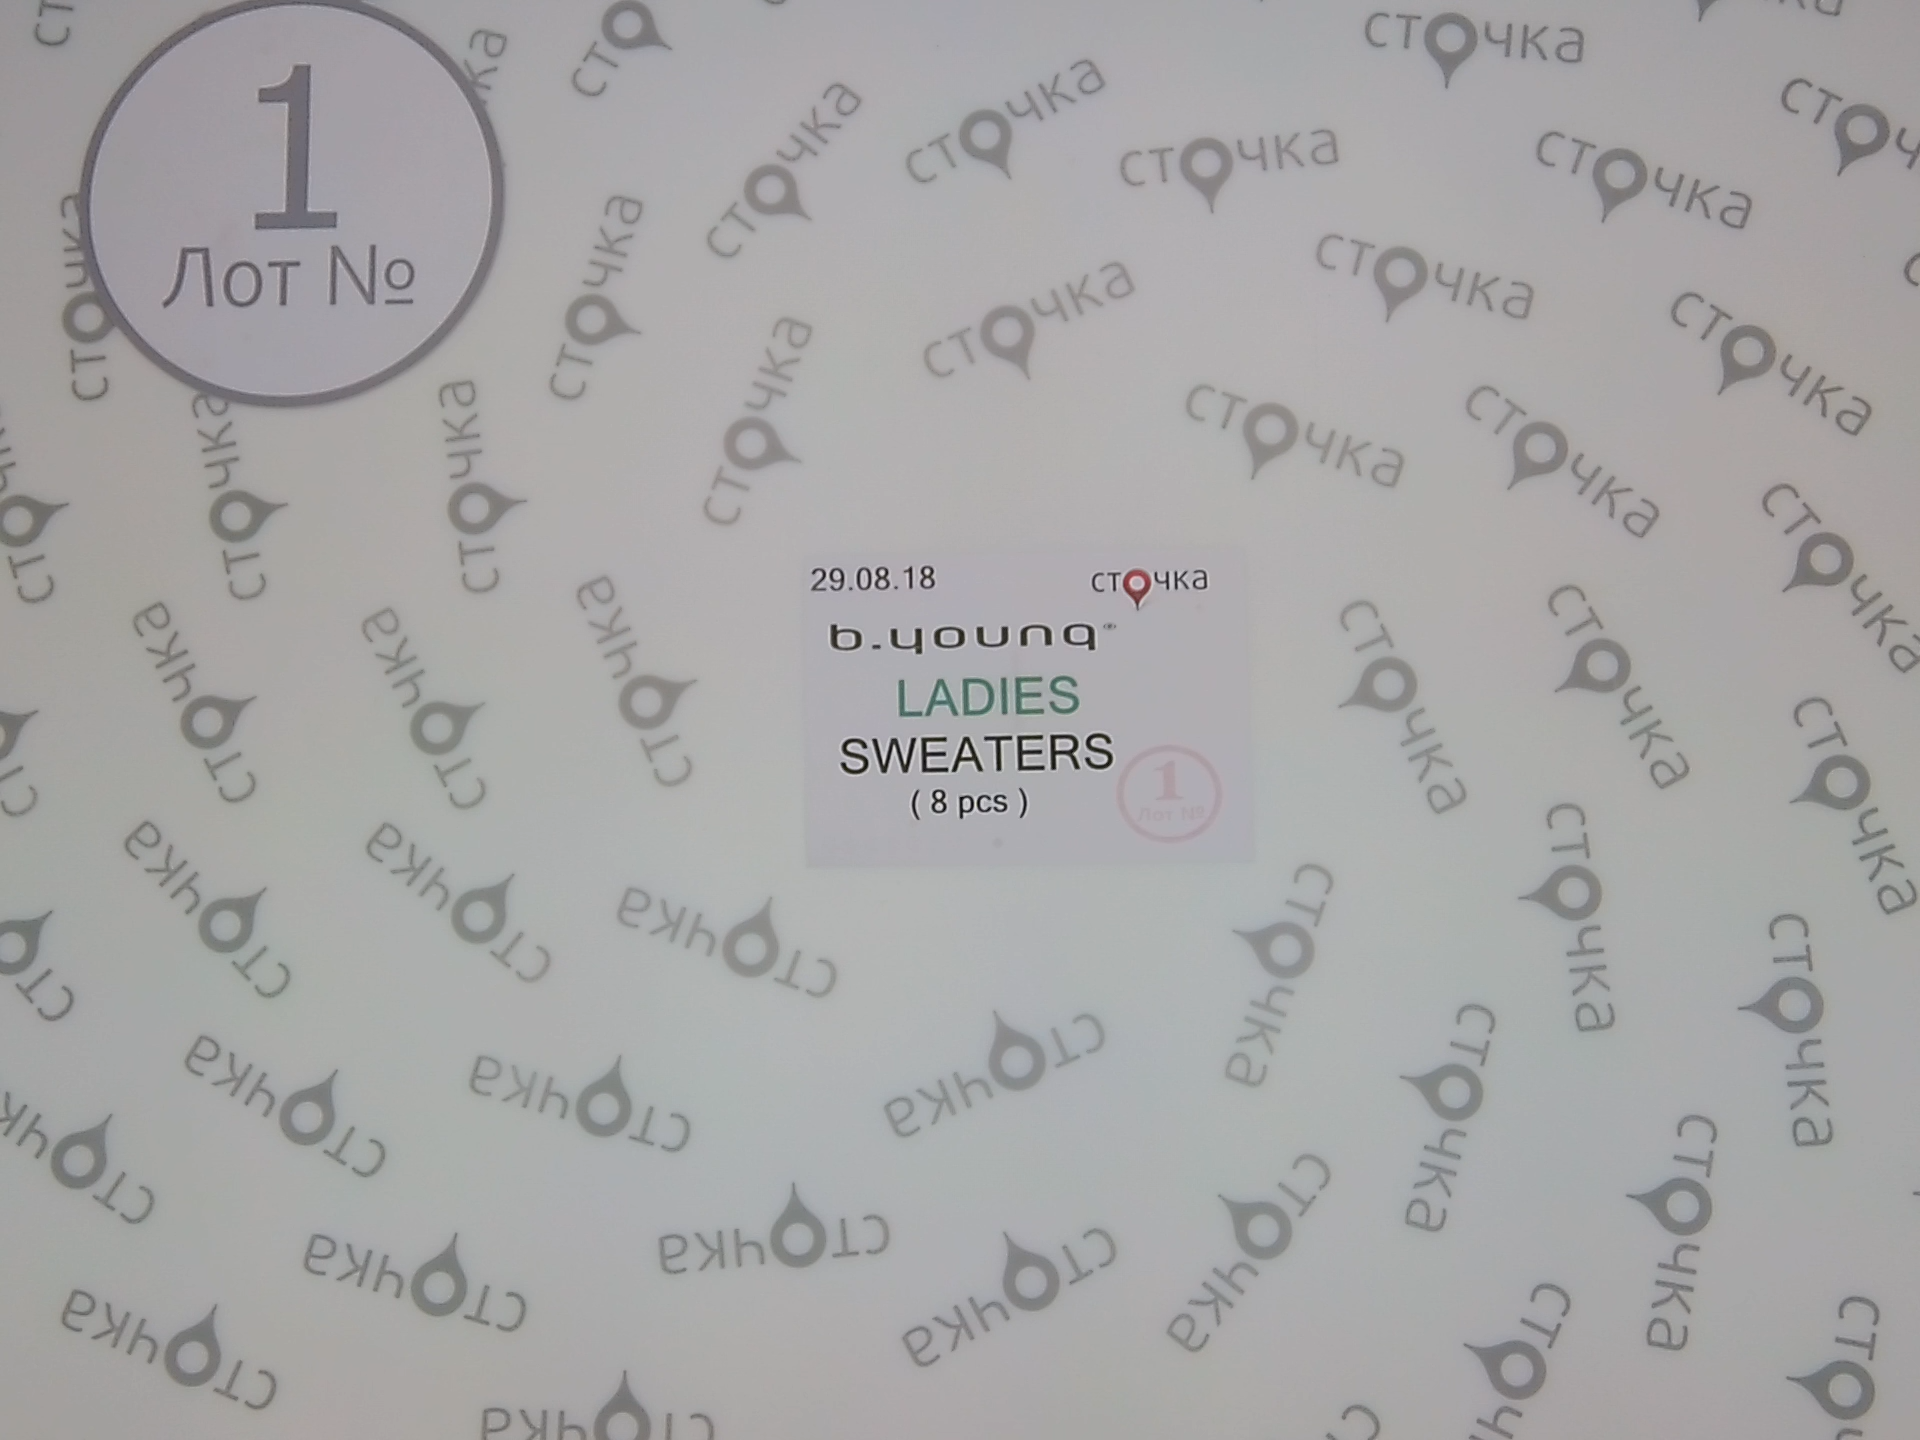 1
Лот №
29.08.18 сточка
b.young®
LADIES
SWEATERS
( 8 pcs )
1
Лот №
сточка